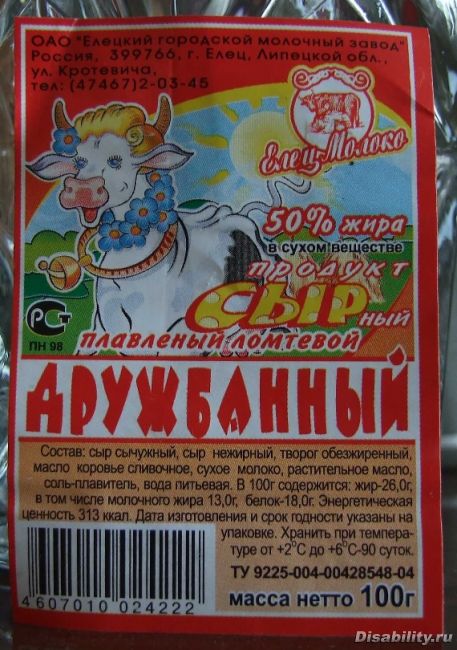 ОАО "Елецкий городской молочный завод"
Россия, 399766, г. Елец, Липецкой обл.,
ул. Кротевича,
тел: (47467)2-03-45
Елец-Молоко
50% жира
в сухом веществе
продукт
СЫРный
плавленый ломтевой
РСТ
ПН 98
ДРУЖБАННЫЙ
Состав: сыр сычужный, сыр нежирный, творог обезжиренный,
масло коровье сливочное, сухое молоко, растительное масло,
соль-плавитель, вода питьевая. В 100г содержится: жир-26,0г,
в том числе молочного жира 13,0г, белок-18,0г. Энергетическая
ценность 313 ккал. Дата изготовления и срок годности указаны на
упаковке. Хранить при темпера-
туре от +2°С до +6°С-90 суток.
ТУ 9225-004-00428548-04
масса нетто 100г
4607010 024222
Disability.ru